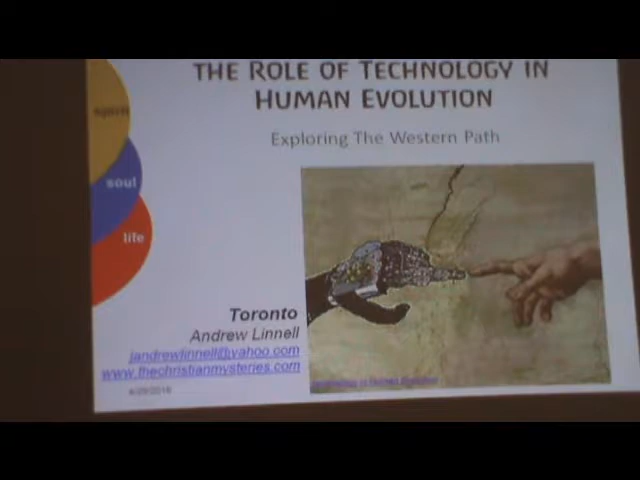 THE ROLE OF TECHNOLOGY IN
HUMAN EVOLUTION
Exploring The Western Path
spirit
soul
life
Toronto
Andrew Linnell
jandrewlinnell@yahoo.com
www.thechristianmysteries.com